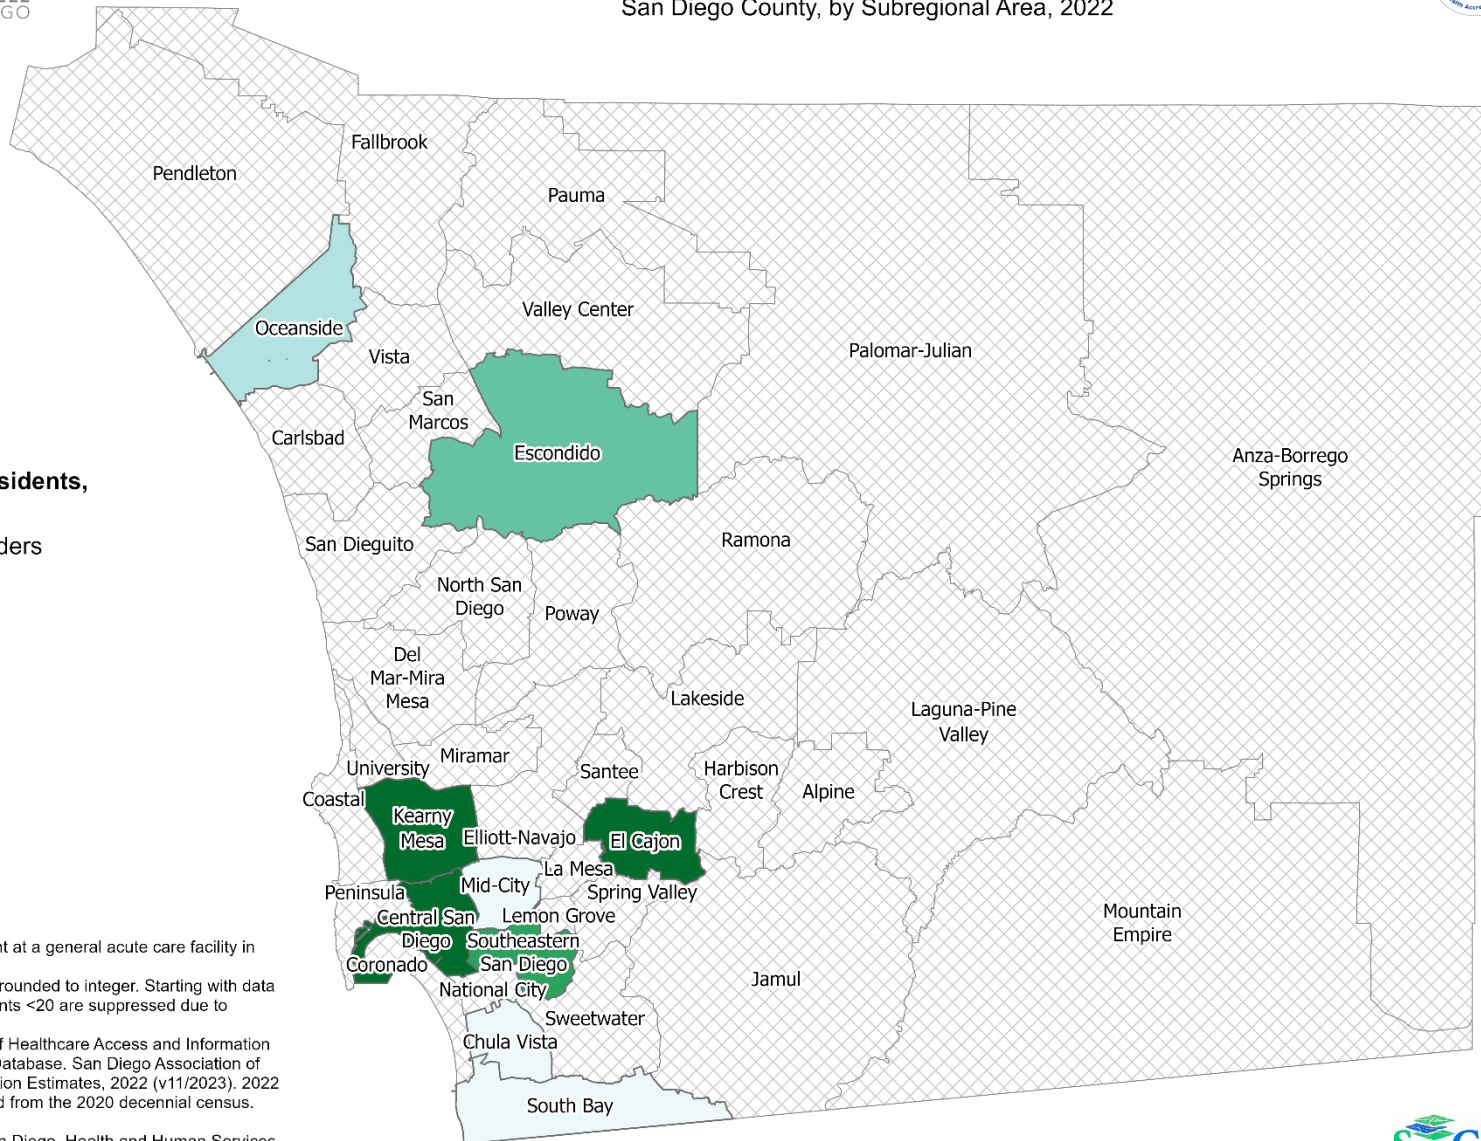 GO
San Diego County, by Subregional Area, 2022
Fallbrook
Pendleton
Pauma
Valley Center
Oceanside
Vista
Palomar-Julian
San
Marcos
Carlsbad
Escondido
Anza-Borrego
Springs
sidents,
ders
San Dieguito
Ramona
North San
Diego
Poway
Del
Mar-Mira
Mesa
Lakeside
Laguna-Pine
Valley
Miramar
University
Santee
Harbison
Crest
Alpine
Coastal
Kearny
Mesa
Elliott-Navajo
El Cajon
La Mesa
Mid-City
Peninsula
Spring Valley
Central San
Diego
Lemon Grove
Mountain
Empire
Southeastern
San Diego
Coronado
National City
Jamul
Sweetwater
Chula Vista
South Bay
nt at a general acute care facility in
rounded to integer. Starting with data
nts <20 are suppressed due to
f Healthcare Access and Information
Database. San Diego Association of
ion Estimates, 2022 (v11/2023). 2022
d from the 2020 decennial census.
n Diego, Health and Human Services